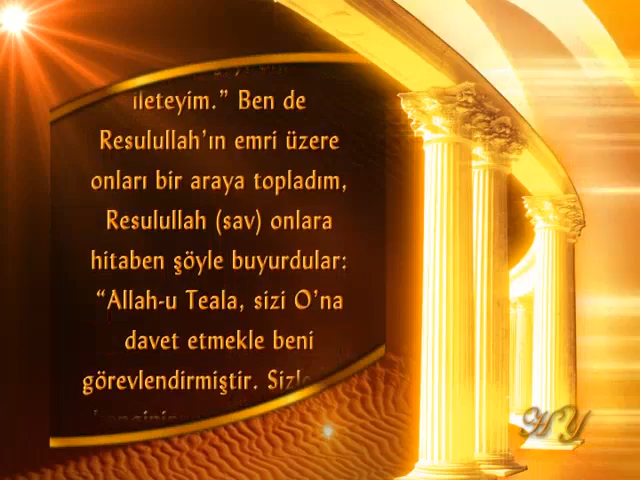 ileteyim.” Ben de
Resulullah’ın emri üzere
onları bir araya topladım,
Resulullah (sav) onlara
hitaben şöyle buyurdular:
“Allah-u Teala, sizi O’na
davet etmekle beni
görevlendirmiştir.
HY